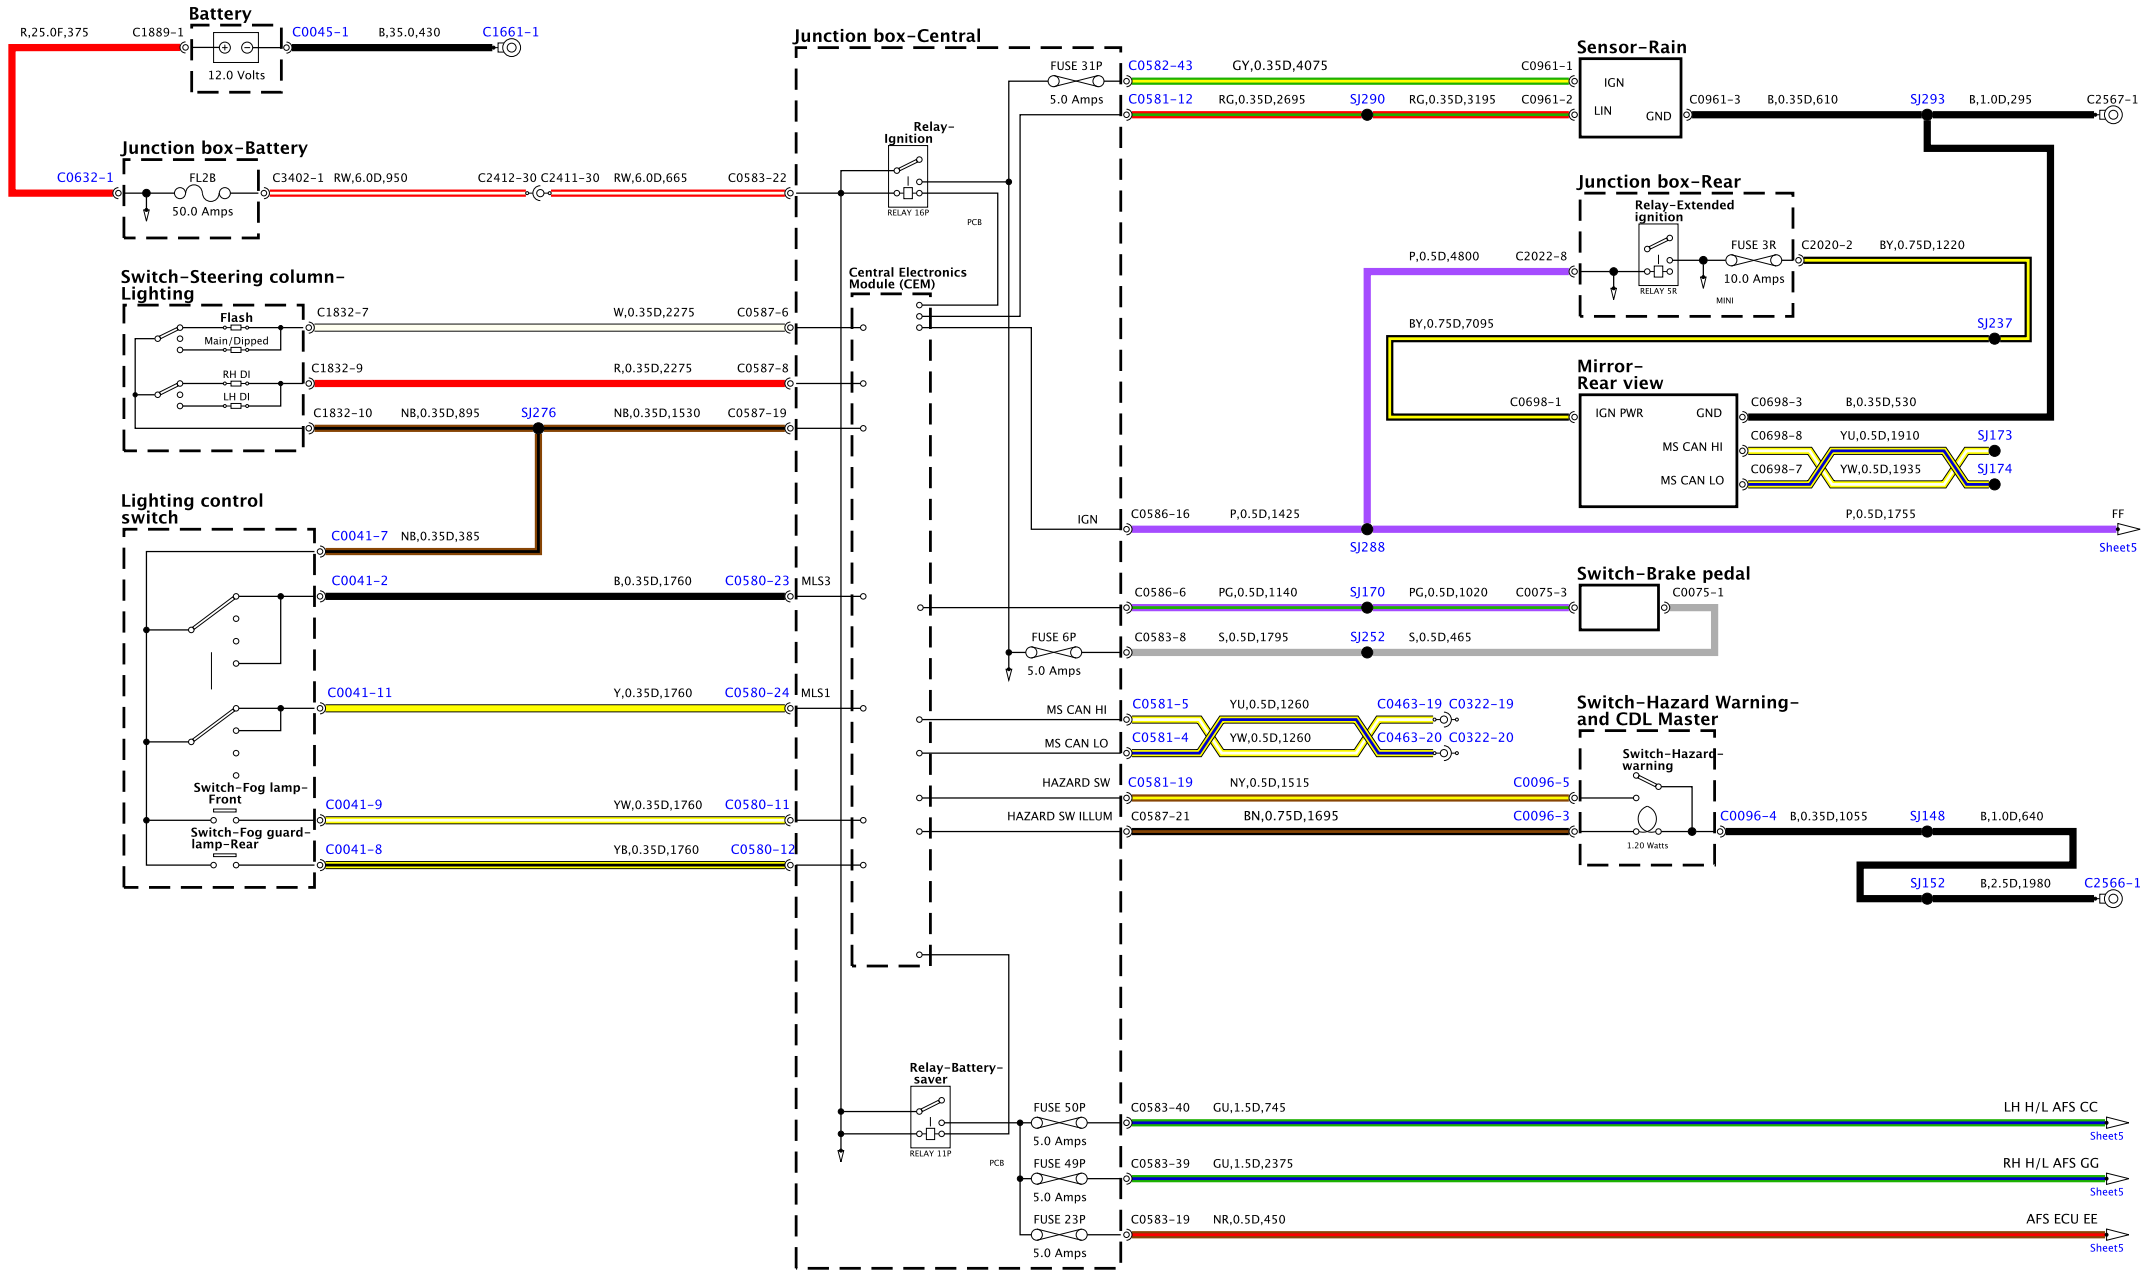 Battery
R,25.0F,375
C1889-1
C0045-1
B,35.0,430
C1661-1
12.0 Volts
Junction box-Battery
C0632-1
FL2B
50.0 Amps
C3402-1
RW,6.0D,950
C2412-30
C2411-30
RW,6.0D,665
C0583-22
Switch-Steering column-
Lighting
Flash
Main/Dipped
RH DI
LH DI
C1832-7
W,0.35D,2275
C0587-6
C1832-9
R,0.35D,2275
C0587-8
C1832-10
NB,0.35D,895
SJ276
NB,0.35D,1530
C0587-19
Lighting control
switch
C0041-7
NB,0.35D,385
C0041-2
B,0.35D,1760
C0580-23
MLS3
C0041-11
Y,0.35D,1760
C0580-24
MLS1
Switch-Fog lamp-
Front
C0041-9
YW,0.35D,1760
C0580-11
Switch-Fog guard-
lamp-Rear
C0041-8
YB,0.35D,1760
C0580-12
Junction box-Central
FUSE 31P
5.0 Amps
Relay-
Ignition
RELAY 16P
PCB
Central Electronics
Module (CEM)
IGN
FUSE 6P
5.0 Amps
MS CAN HI
MS CAN LO
HAZARD SW
HAZARD SW ILLUM
Relay-Battery-
saver
RELAY 11P
PCB
FUSE 50P
5.0 Amps
FUSE 49P
5.0 Amps
FUSE 23P
5.0 Amps
C0582-43
GY,0.35D,4075
C0961-1
C0581-12
RG,0.35D,2695
SJ290
RG,0.35D,3195
C0961-2
Sensor-Rain
IGN
LIN
GND
C0961-3
B,0.35D,610
SJ293
B,1.0D,295
C2567-1
Junction box-Rear
Relay-Extended
ignition
RELAY 5R
FUSE 3R
10.0 Amps
MINI
P,0.5D,4800
C2022-8
C2020-2
BY,0.75D,1220
BY,0.75D,7095
SJ237
Mirror-
Rear view
C0698-1
IGN PWR
GND
MS CAN HI
MS CAN LO
C0698-3
B,0.35D,530
C0698-8
YU,0.5D,1910
SJ173
C0698-7
YW,0.5D,1935
SJ174
C0586-16
P,0.5D,1425
SJ288
P,0.5D,1755
FF
Sheet5
Switch-Brake pedal
C0586-6
PG,0.5D,1140
SJ170
PG,0.5D,1020
C0075-3
C0075-1
C0583-8
S,0.5D,1795
SJ252
S,0.5D,465
C0581-5
YU,0.5D,1260
C0463-19
C0322-19
C0581-4
YW,0.5D,1260
C0463-20
C0322-20
Switch-Hazard Warning-
and CDL Master
Switch-Hazard-
warning
1.20 Watts
C0581-19
NY,0.5D,1515
C0096-5
C0587-21
BN,0.75D,1695
C0096-3
C0096-4
B,0.35D,1055
SJ148
B,1.0D,640
SJ152
B,2.5D,1980
C2566-1
C0583-40
GU,1.5D,745
LH H/L AFS CC
Sheet5
C0583-39
GU,1.5D,2375
RH H/L AFS GG
Sheet5
C0583-19
NR,0.5D,450
AFS ECU EE
Sheet5